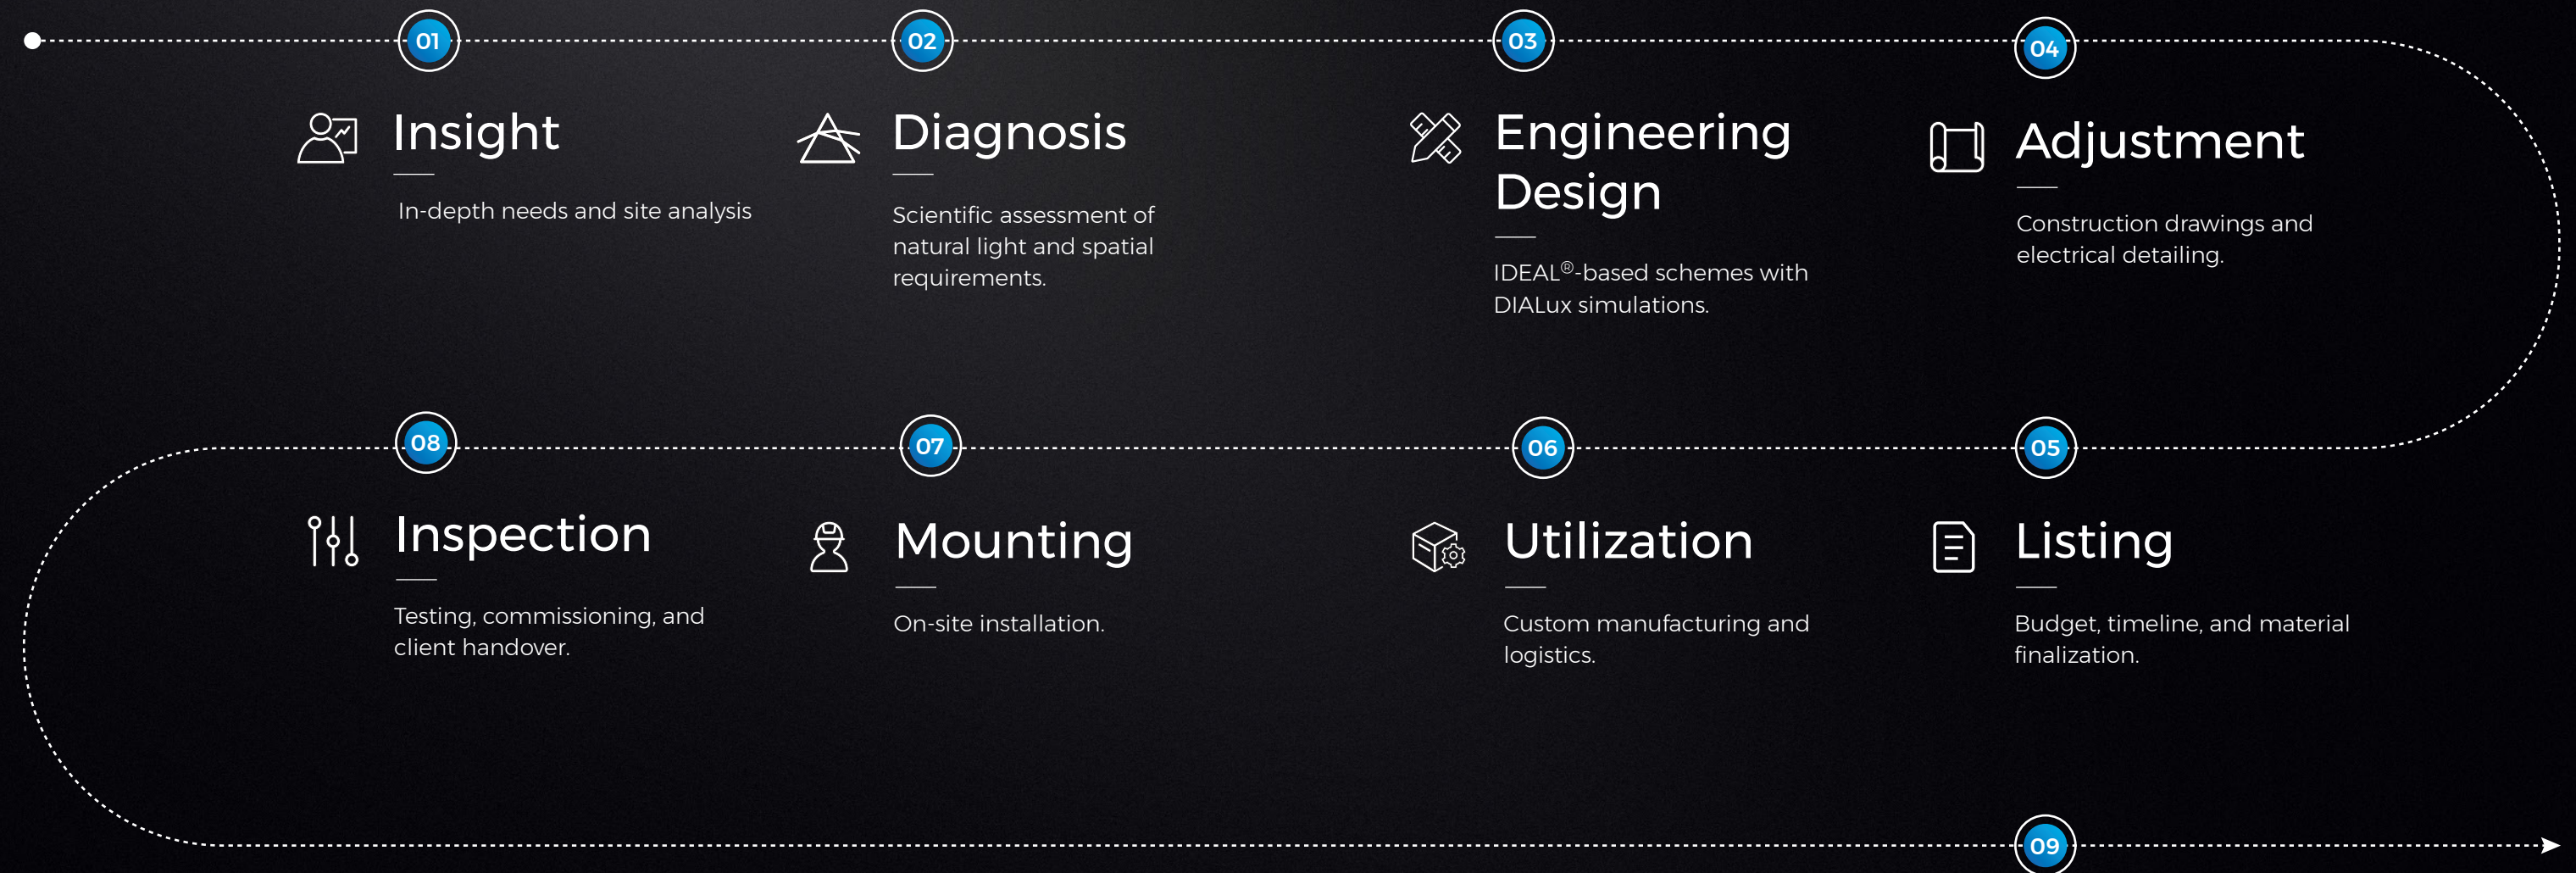 01
Insight
In-depth needs and site analysis
02
Diagnosis
Scientific assessment of
natural light and spatial
requirements.
03
Engineering
Design
IDEAL®-based schemes with
DIALux simulations.
04
Adjustment
Construction drawings and
electrical detailing.
05
Listing
Budget, timeline, and material
finalization.
06
Utilization
Custom manufacturing and
logistics.
07
Mounting
On-site installation.
08
Inspection
Testing, commissioning, and
client handover.
09